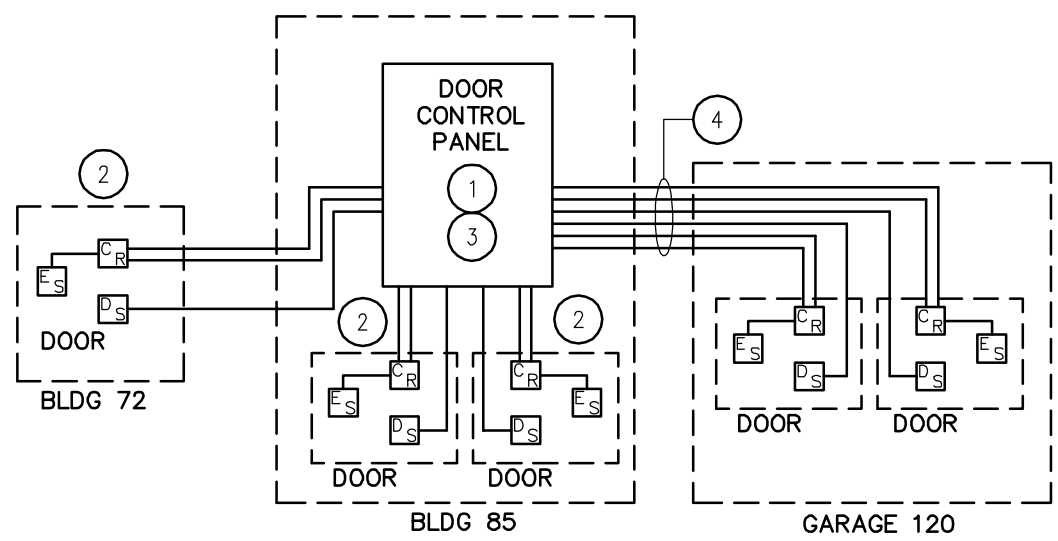 DOOR
CONTROL
PANEL
1
3
4
2
C R
E S
D S
DOOR
BLDG 72
2
2
C R
E S
D S
DOOR
C R
E S
D S
DOOR
BLDG 85
C R
E S
D S
DOOR
C R
E S
D S
DOOR
GARAGE 120